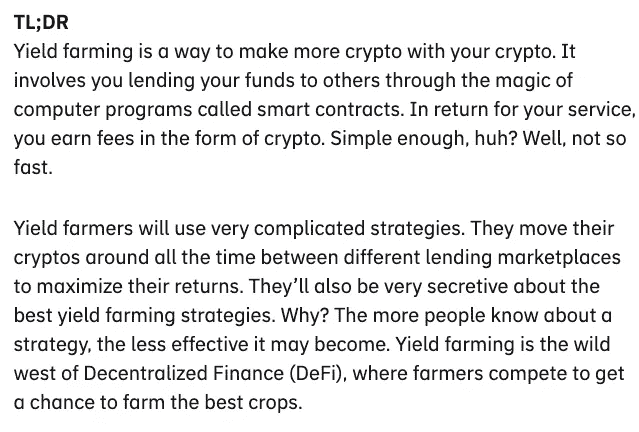 TL;DR
Yield farming is a way to make more crypto with your crypto. It
involves you lending your funds to others through the magic of
computer programs called smart contracts. In return for your service,
you earn fees in the form of crypto. Simple enough, huh? Well, not so
fast.
Yield farmers will use very complicated strategies. They move their
cryptos around all the time between different lending marketplaces
to maximize their returns. They’ll also be very secretive about the
best yield farming strategies. Why? The more people know about a
strategy, the less effective it may become. Yield farming is the wild
west of Decentralized Finance (DeFi), where farmers compete to get
a chance to farm the best crops.